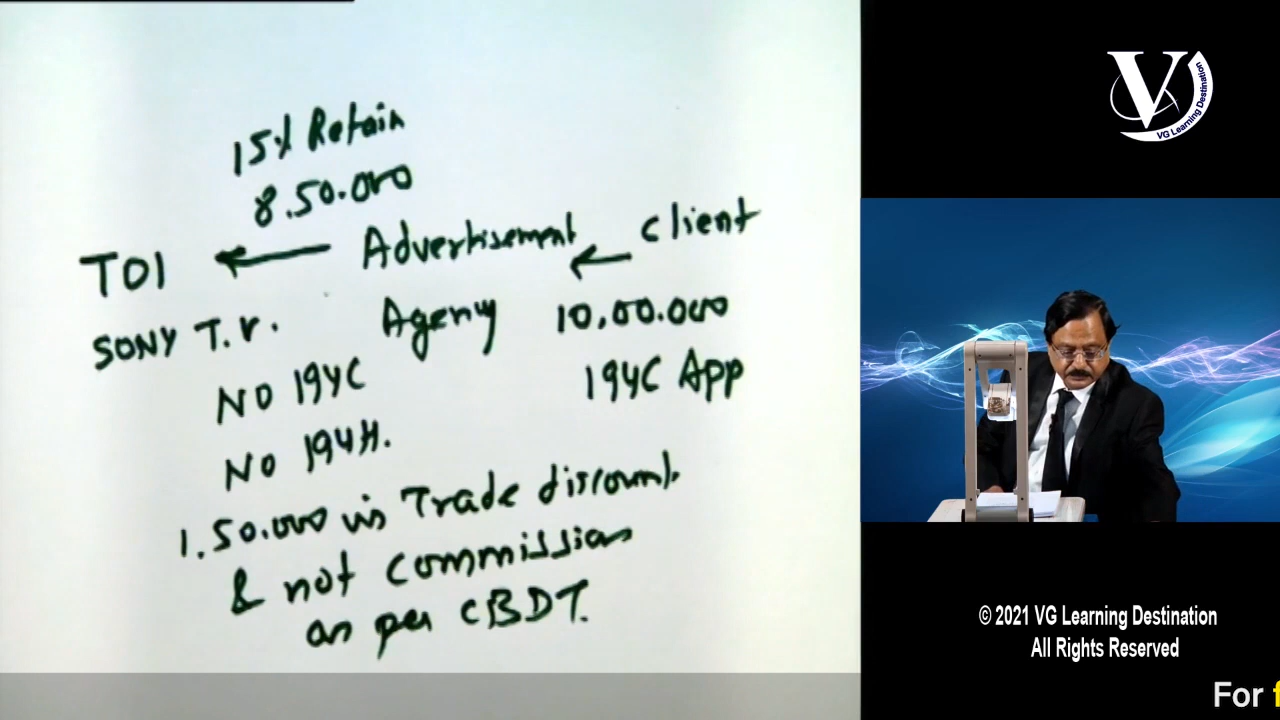 15% Retain
8.50.000
TOI ← Advertisement ← client
SONY T.V. Agency 10,00.000
NO 194C 194C App
NO 194H.
1.50.000 is Trade discount
& not commission
as per CBDT.
V
VG Learning Destination
© 2021 VG Learning Destination
All Rights Reserved
For